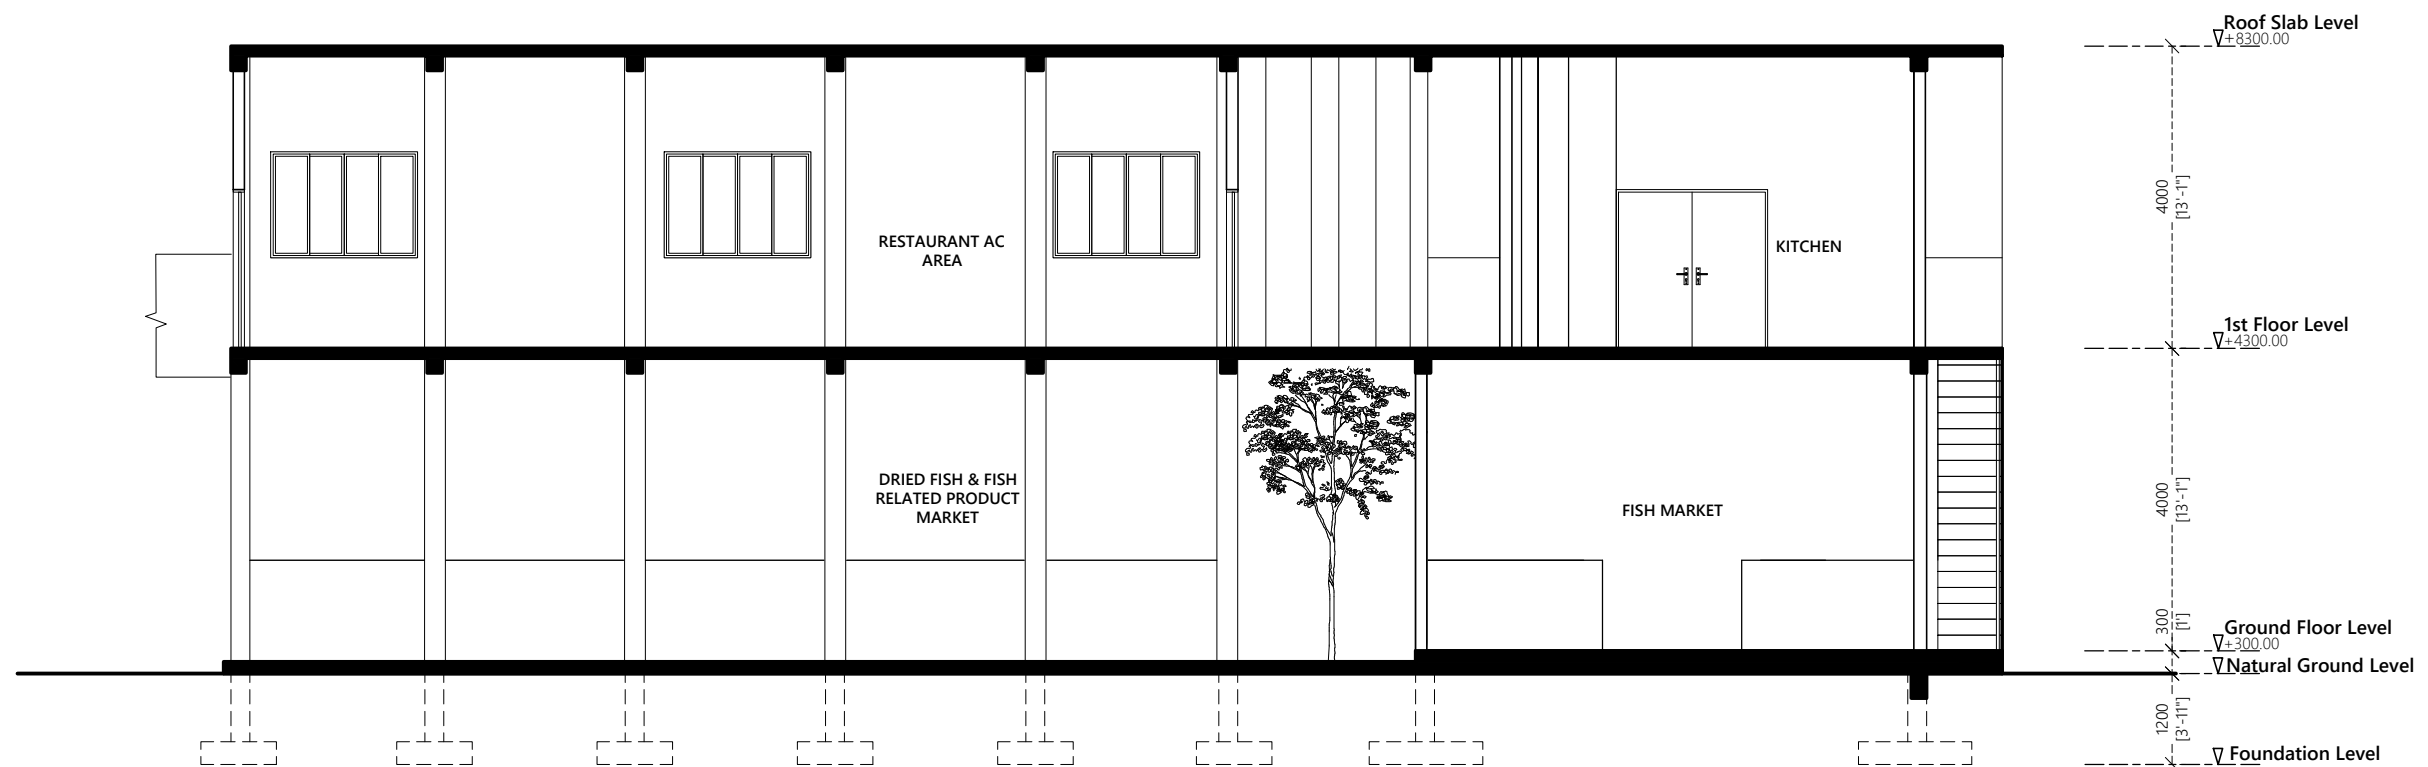 Roof Slab Level
+8300.00
4000
[13'-1"]
RESTAURANT AC
AREA
KITCHEN
1st Floor Level
+4300.00
DRIED FISH & FISH
RELATED PRODUCT
MARKET
FISH MARKET
4000
[13'-1"]
300
[1']
Ground Floor Level
+300.00
Natural Ground Level
1200
[3'-11"]
Foundation Level